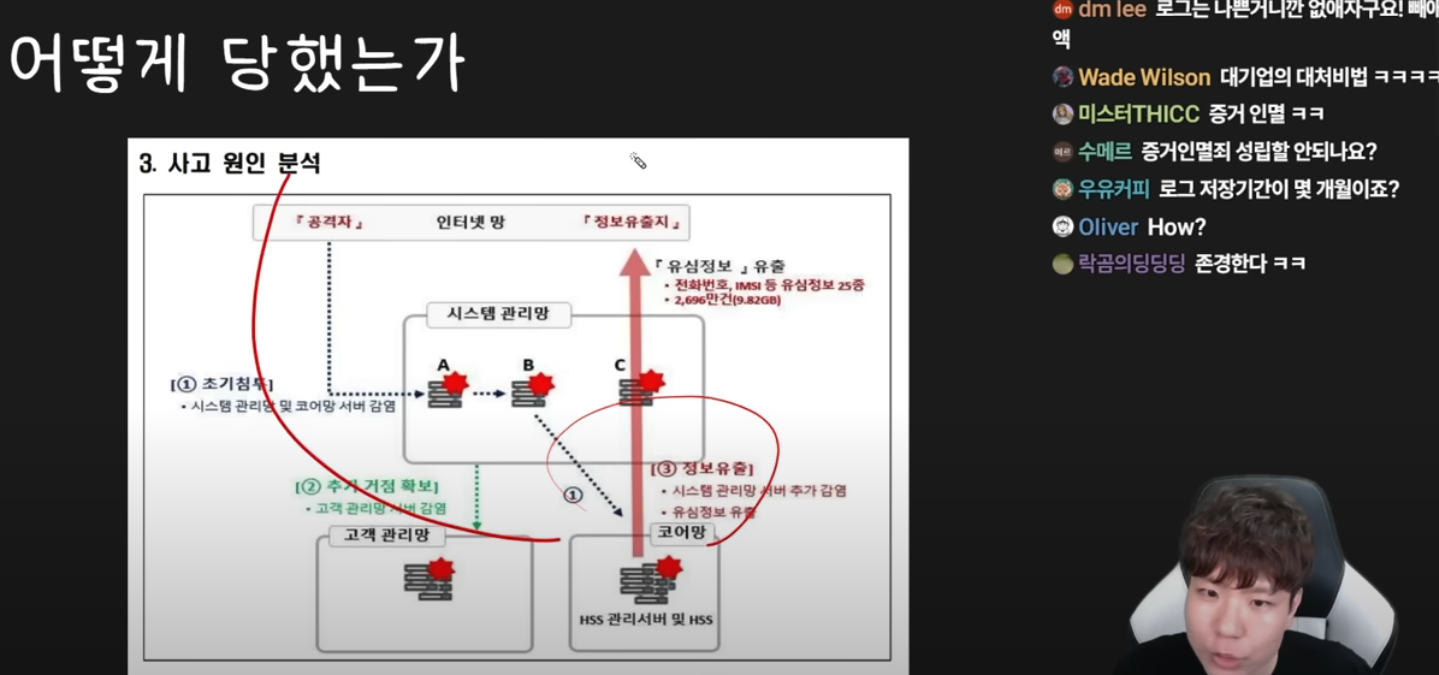 어떻게 당했는가
3. 사고 원인 분석
『공격자』
인터넷 망
『정보유출지』
『유심정보』 유출
• 전화번호, IMSI 등 유심정보 25종
• 2,696만건(9.82GB)
시스템 관리망
A
B
C
[① 초기침투]
• 시스템 관리망 및 코어망 서버 감염
[② 추가 거점 확보]
• 고객 관리망 서버 감염
①
[③ 정보유출]
• 시스템 관리망 서버 추가 감염
• 유심정보 유출
고객 관리망
코어망
HSS 관리서버 및 HSS
dm dm lee 로그는 나쁜거니깐 없애자구요! 빼애
액
Wade Wilson 대기업의 대처비법 ㅋㅋㅋㅋ
미스터THICC 증거 인멸 ㅋㅋ
수메르 증거인멸죄 성립할 안되나요?
우유커피 로그 저장기간이 몇 개월이죠?
Oliver How?
락곰의딩딩딩 존경한다 ㅋㅋ